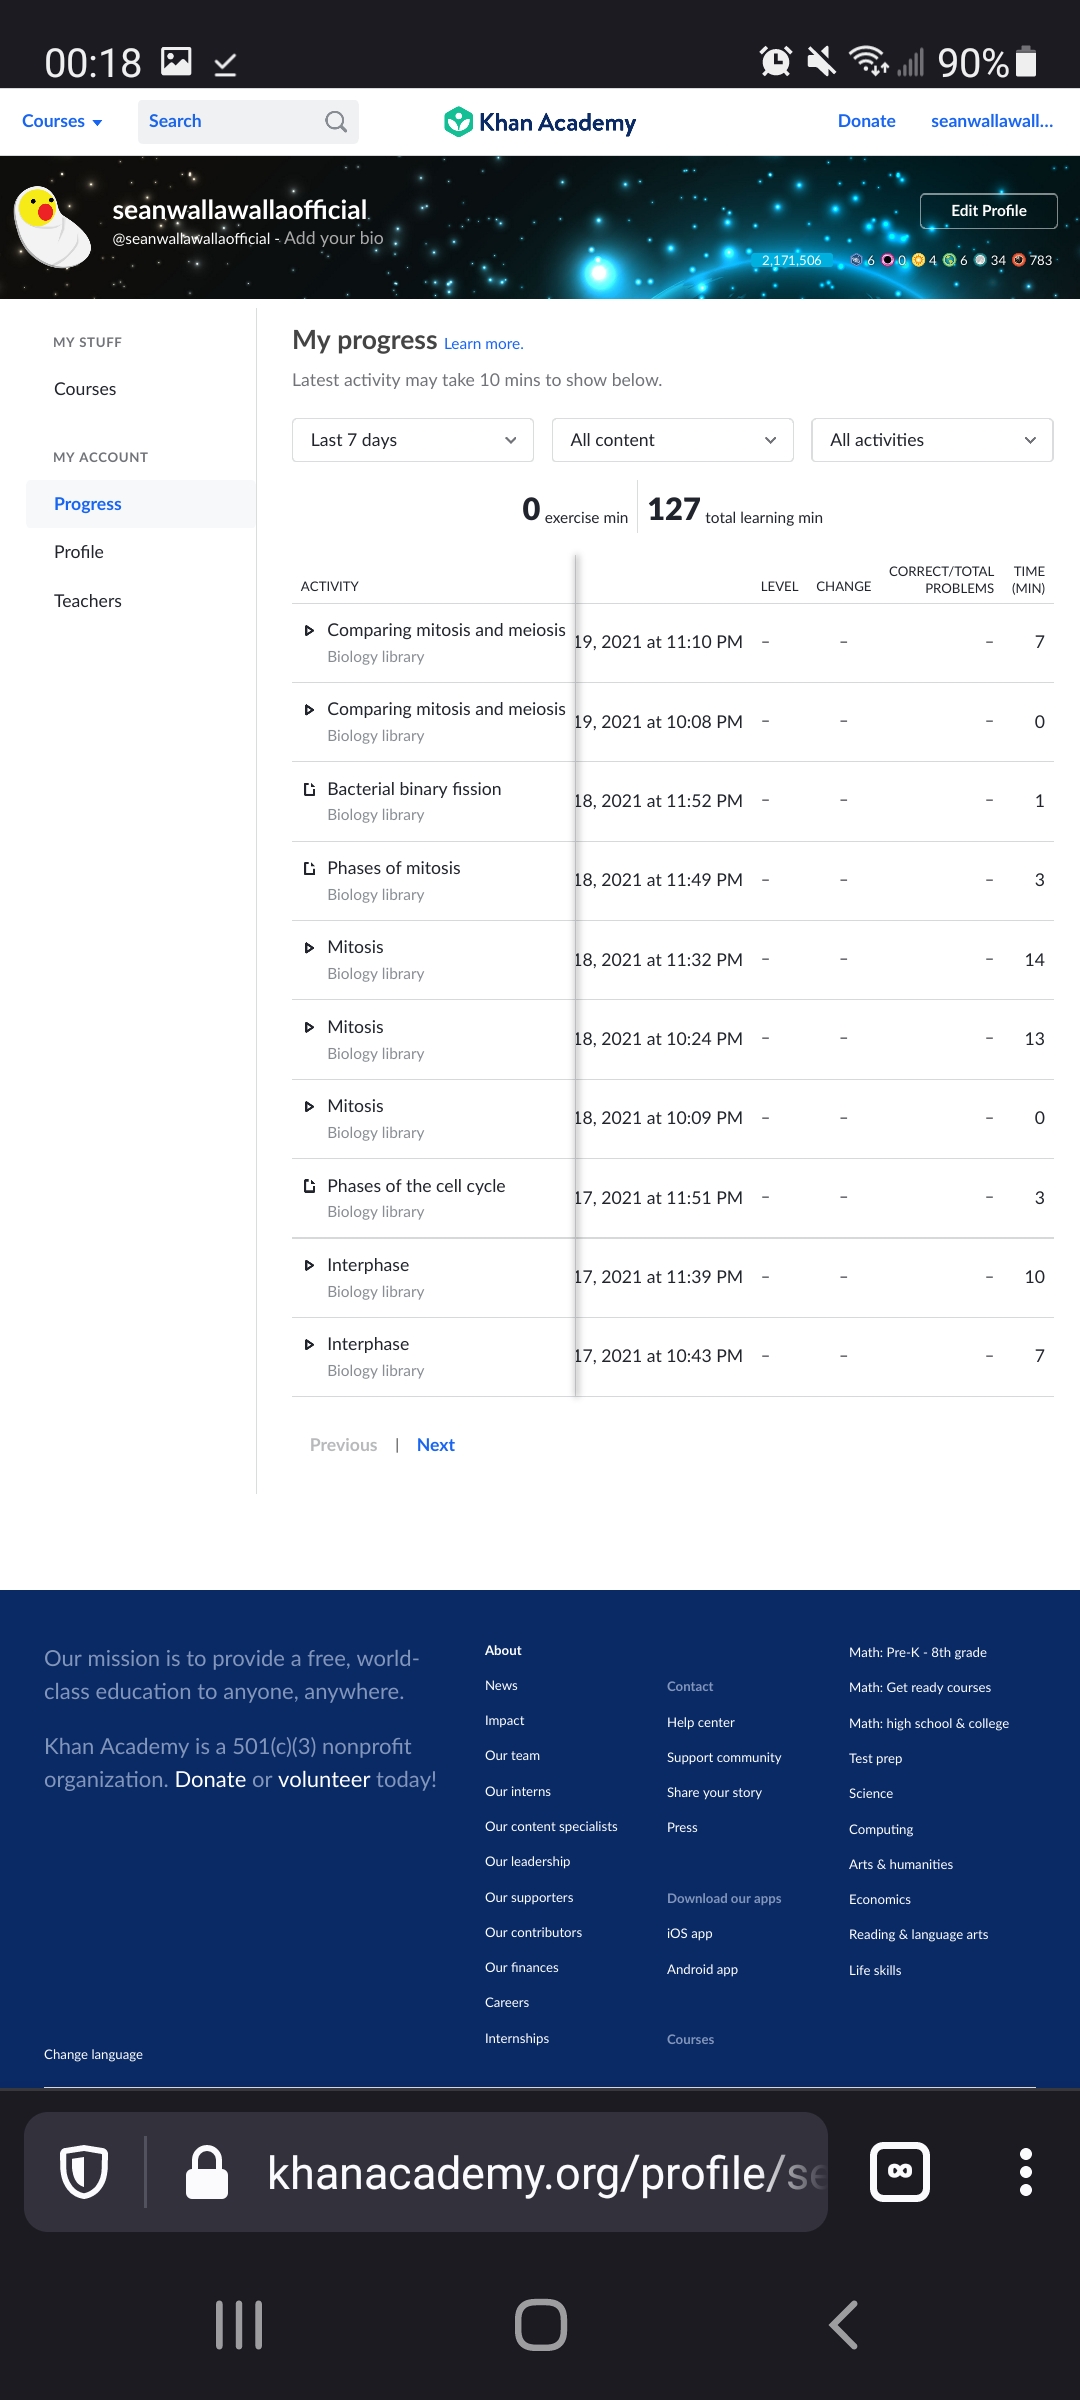 00:18 90%
Courses Search Khan Academy Donate seanwallawall...
seanwallawallaofficial
@seanwallawallaofficial - Add your bio
Edit Profile
2,171,506 6 0 4 6 34 783
MY STUFF
Courses
MY ACCOUNT
Progress
Profile
Teachers
My progress Learn more.
Latest activity may take 10 mins to show below.
Last 7 days All content All activities
0 exercise min 127 total learning min
ACTIVITY LEVEL CHANGE CORRECT/TOTAL PROBLEMS TIME (MIN)
Comparing mitosis and meiosis 19, 2021 at 11:10 PM – – – 7
Biology library
Comparing mitosis and meiosis 19, 2021 at 10:08 PM – – – 0
Biology library
Bacterial binary fission 18, 2021 at 11:52 PM – – – 1
Biology library
Phases of mitosis 18, 2021 at 11:49 PM – – – 3
Biology library
Mitosis 18, 2021 at 11:32 PM – – – 14
Biology library
Mitosis 18, 2021 at 10:24 PM – – – 13
Biology library
Mitosis 18, 2021 at 10:09 PM – – – 0
Biology library
Phases of the cell cycle 17, 2021 at 11:51 PM – – – 3
Biology library
Interphase 17, 2021 at 11:39 PM – – – 10
Biology library
Interphase 17, 2021 at 10:43 PM – – – 7
Biology library
Previous | Next
Our mission is to provide a free, world-
class education to anyone, anywhere.
Khan Academy is a 501(c)(3) nonprofit
organization. Donate or volunteer today!
Change language
About
News
Impact
Our team
Our interns
Our content specialists
Our leadership
Our supporters
Our contributors
Our finances
Careers
Internships
Contact
Help center
Support community
Share your story
Press
Download our apps
iOS app
Android app
Courses
Math: Pre-K - 8th grade
Math: Get ready courses
Math: high school & college
Test prep
Science
Computing
Arts & humanities
Economics
Reading & language arts
Life skills
khanacademy.org/profile/se